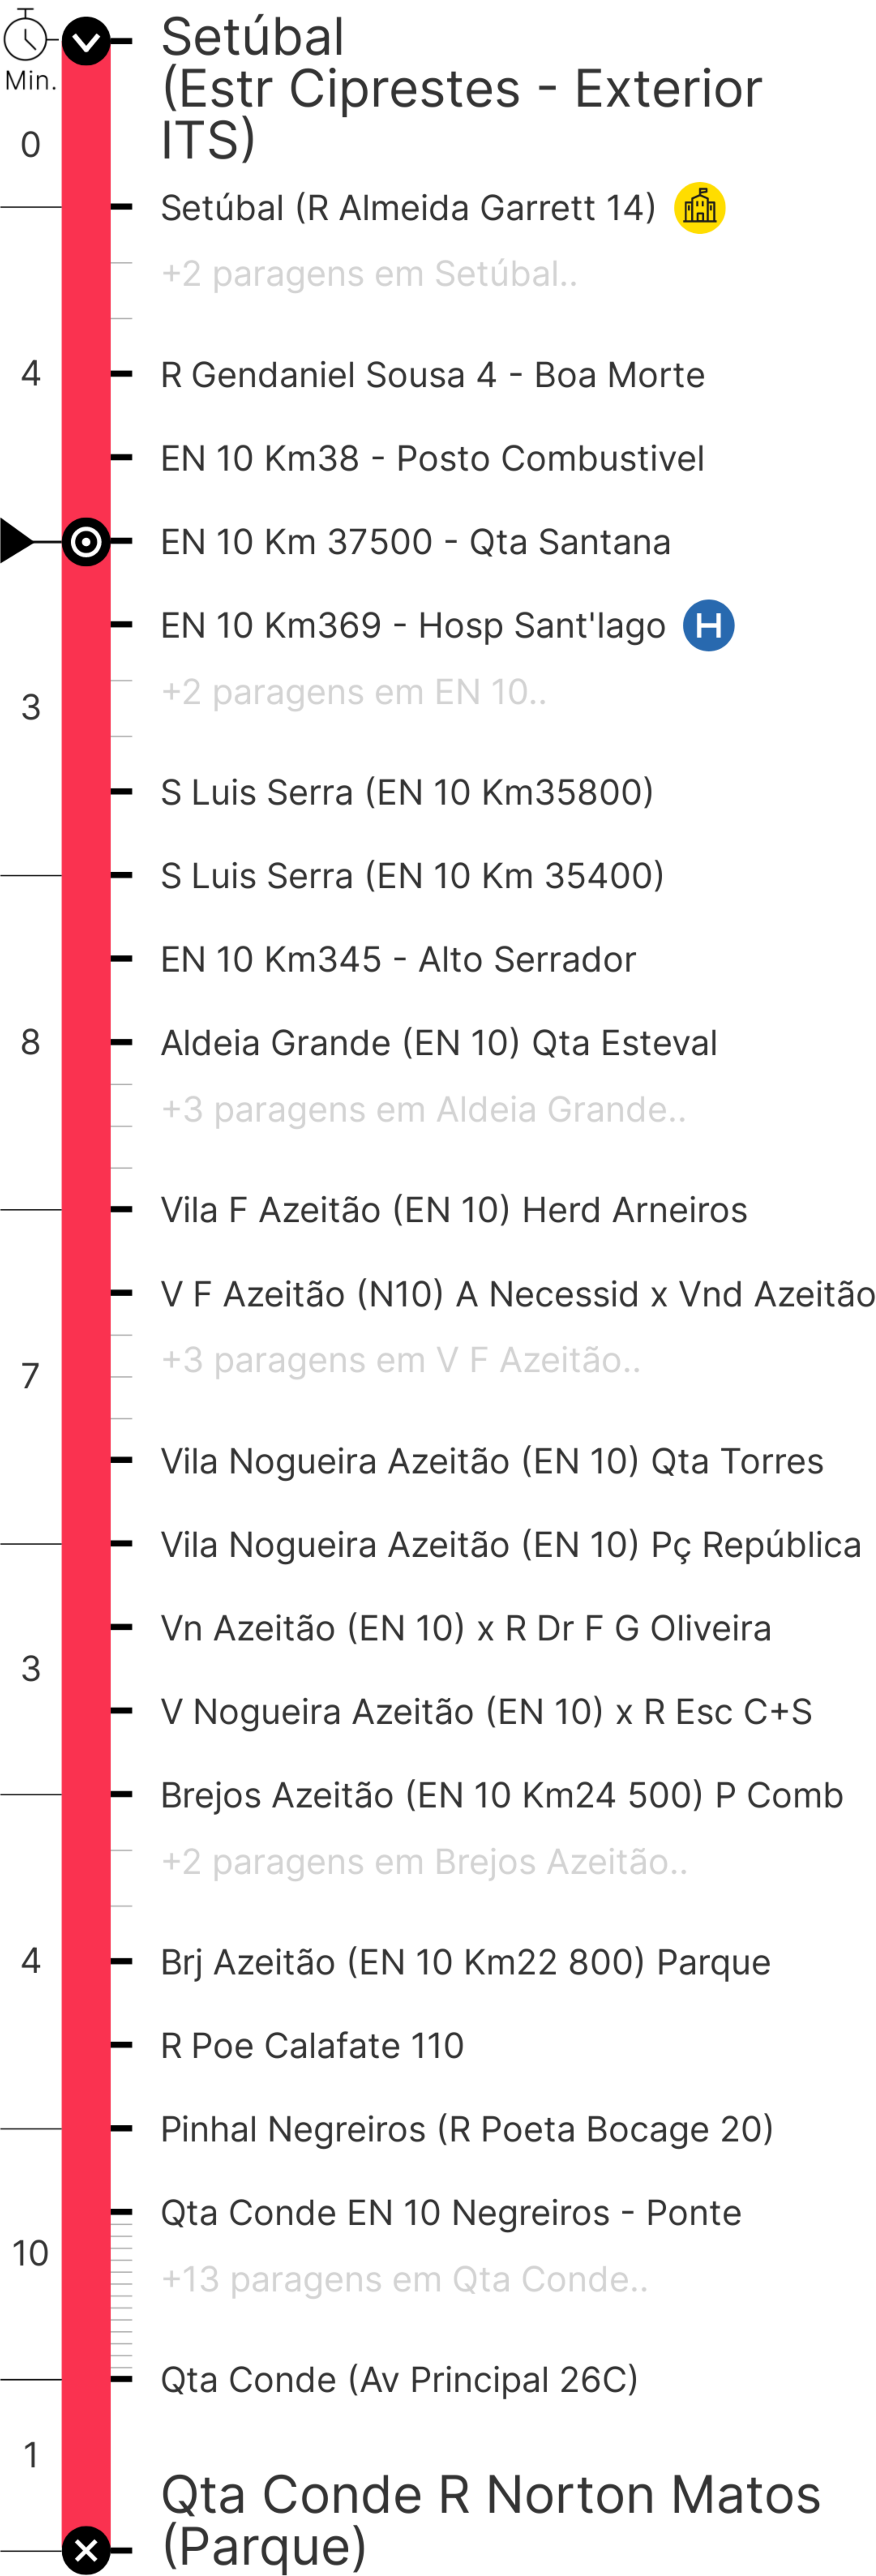 Setúbal
(Estr Ciprestes - Exterior
ITS)
Min.
0
Setúbal (R Almeida Garrett 14)
+2 paragens em Setúbal..
4
R Gendaniel Sousa 4 - Boa Morte
EN 10 Km38 - Posto Combustivel
EN 10 Km 37500 - Qta Santana
EN 10 Km369 - Hosp Sant'Iago H
+2 paragens em EN 10..
3
S Luis Serra (EN 10 Km35800)
S Luis Serra (EN 10 Km 35400)
EN 10 Km345 - Alto Serrador
8
Aldeia Grande (EN 10) Qta Esteval
+3 paragens em Aldeia Grande..
Vila F Azeitão (EN 10) Herd Arneiros
V F Azeitão (N10) A Necessid x Vnd Azeitão
+3 paragens em V F Azeitão..
7
Vila Nogueira Azeitão (EN 10) Qta Torres
Vila Nogueira Azeitão (EN 10) Pç República
Vn Azeitão (EN 10) x R Dr F G Oliveira
3
V Nogueira Azeitão (EN 10) x R Esc C+S
Brejos Azeitão (EN 10 Km24 500) P Comb
+2 paragens em Brejos Azeitão..
4
Brj Azeitão (EN 10 Km22 800) Parque
R Poe Calafate 110
Pinhal Negreiros (R Poeta Bocage 20)
Qta Conde EN 10 Negreiros - Ponte
10
+13 paragens em Qta Conde..
Qta Conde (Av Principal 26C)
1
Qta Conde R Norton Matos
(Parque)